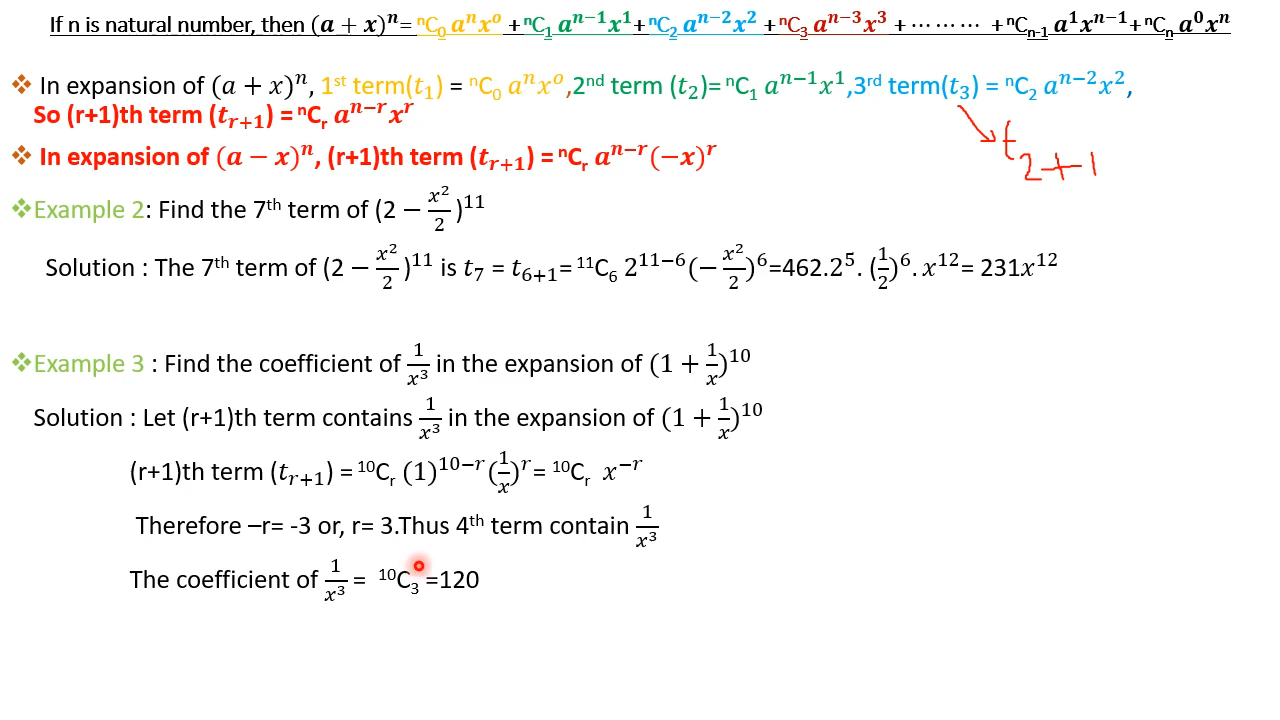 If n is natural number, then (a + x)ⁿ= ⁿC₀ aⁿx⁰ +ⁿC₁ aⁿ⁻¹x¹+ⁿC₂ aⁿ⁻²x² +ⁿC₃ aⁿ⁻³x³ + ⋯⋯⋯ +ⁿCₙ₋₁ a¹xⁿ⁻¹+ⁿCₙ a⁰xⁿ
❖ In expansion of (a + x)ⁿ, 1ˢᵗ term(t₁) = ⁿC₀ aⁿx⁰,2ⁿᵈ term (t₂)= ⁿC₁ aⁿ⁻¹x¹,3ʳᵈ term(t₃) = ⁿC₂ aⁿ⁻²x²,
So (r+1)th term (tᵣ₊₁) = ⁿCᵣ aⁿ⁻ʳxʳ
t₂₊₁
❖ In expansion of (a − x)ⁿ, (r+1)th term (tᵣ₊₁) = ⁿCᵣ aⁿ⁻ʳ(−x)ʳ
❖Example 2: Find the 7ᵗʰ term of (2 − x²/2)¹¹
Solution : The 7ᵗʰ term of (2 − x²/2)¹¹ is t₇ = t₆₊₁= ¹¹C₆ 2¹¹⁻⁶(− x²/2)⁶=462.2⁵. (1/2)⁶. x¹²= 231x¹²
❖Example 3 : Find the coefficient of 1/x³ in the expansion of (1 + 1/x)¹⁰
Solution : Let (r+1)th term contains 1/x³ in the expansion of (1 + 1/x)¹⁰
(r+1)th term (tᵣ₊₁) = ¹⁰Cᵣ (1)¹⁰⁻ʳ(1/x)ʳ= ¹⁰Cᵣ x⁻ʳ
Therefore –r= -3 or, r= 3.Thus 4ᵗʰ term contain 1/x³
The coefficient of 1/x³ = ¹⁰C₃ =120